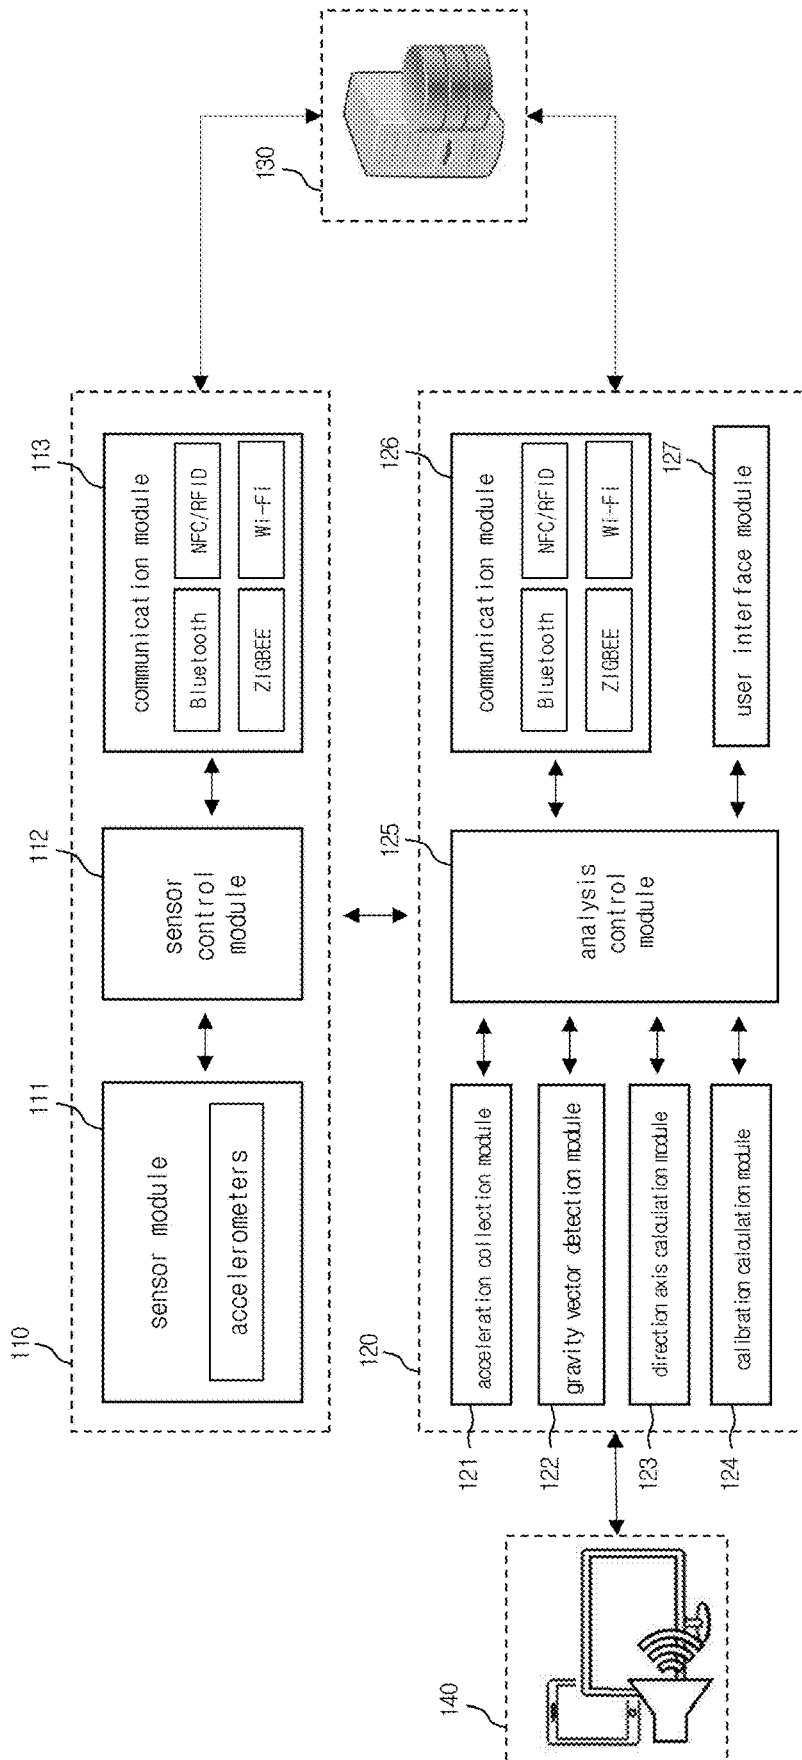 110
111
sensor module
accelerometers
112
sensor
control
module
113
communication module
Bluetooth
NFC/RFID
ZIGBEE
Wi-Fi
130
120
121
acceleration collection module
122
gravity vector detection module
123
direction axis calculation module
124
calibration calculation module
125
analysis
control
module
126
communication module
Bluetooth
NFC/RFID
ZIGBEE
Wi-Fi
127
user interface module
140